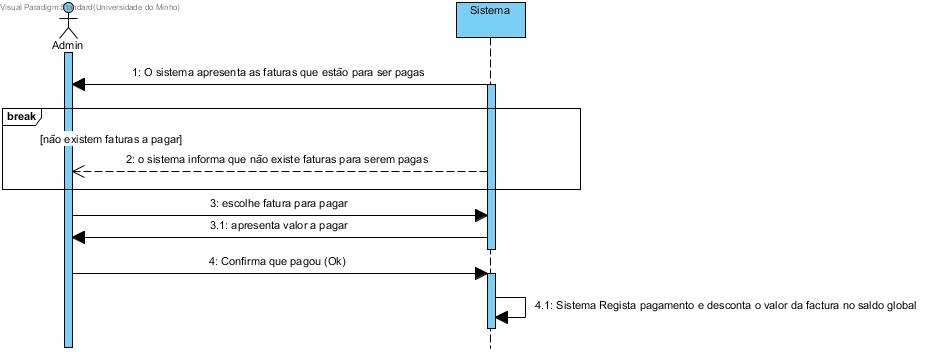 Visual Paradigm Standard(Universidade do Minho)
Sistema
Admin
1: O sistema apresenta as faturas que estão para ser pagas
break
[não existem faturas a pagar]
2: o sistema informa que não existe faturas para serem pagas
3: escolhe fatura para pagar
3.1: apresenta valor a pagar
4: Confirma que pagou (Ok)
4.1: Sistema Regista pagamento e desconta o valor da factura no saldo global